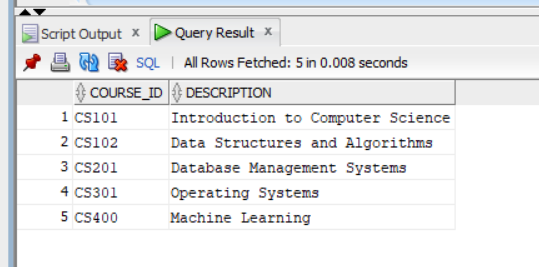 Script Output x Query Result x
SQL | All Rows Fetched: 5 in 0.008 seconds
COURSE_ID DESCRIPTION
1 CS101 Introduction to Computer Science
2 CS102 Data Structures and Algorithms
3 CS201 Database Management Systems
4 CS301 Operating Systems
5 CS400 Machine Learning